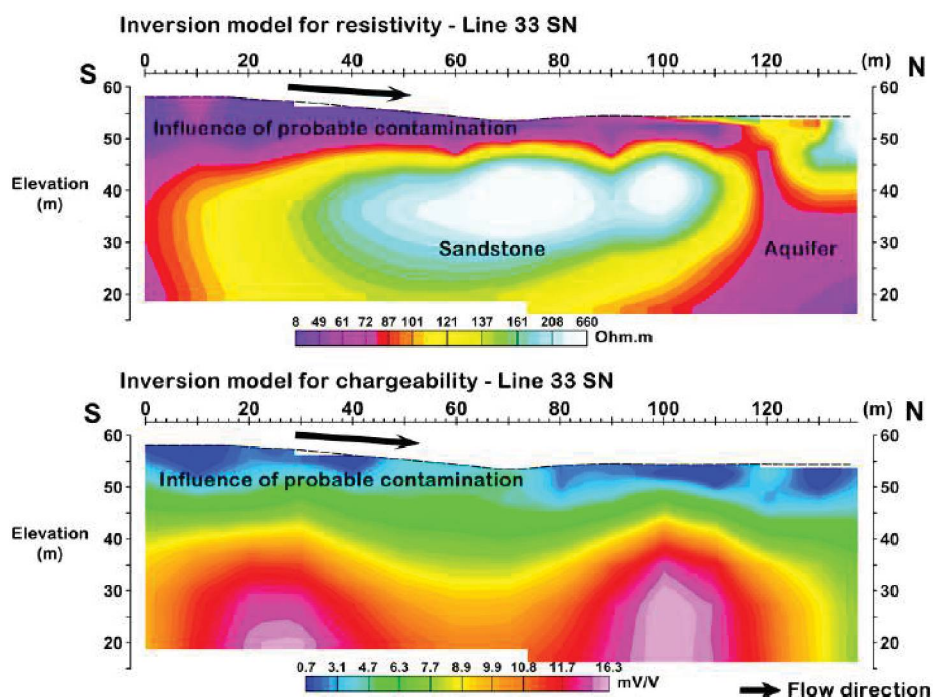 Inversion model for resistivity - Line 33 SN
S 0 20 40 60 80 100 120 (m) N
60 60
Influence of probable contamination
50 50
Elevation (m)
40 40
30 Sandstone Aquifer 30
20 20
8 49 61 72 87 101 121 137 161 208 660
Ohm.m
Inversion model for chargeability - Line 33 SN
S 0 20 40 60 80 100 120 (m) N
60 60
Influence of probable contamination
50 50
Elevation (m)
40 40
30 30
20 20
0.7 3.1 4.7 6.3 7.7 8.9 9.9 10.8 11.7 16.3
mV/V
Flow direction